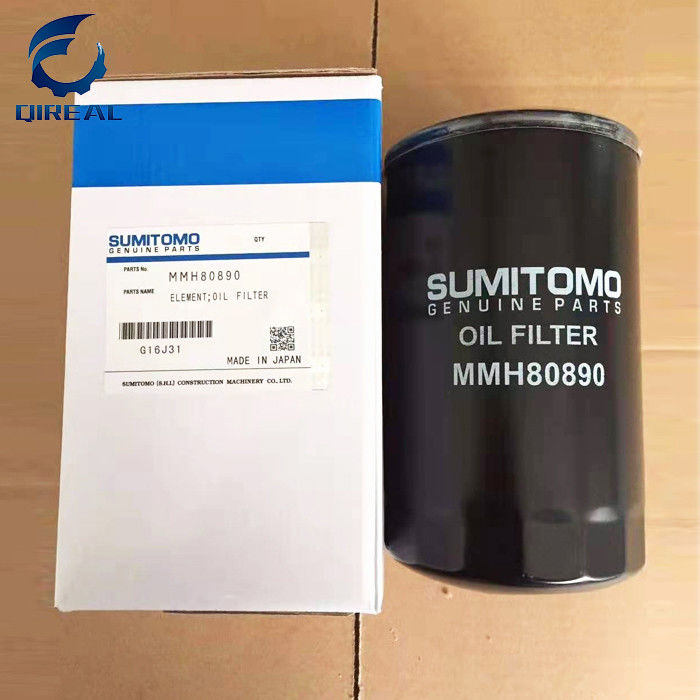 QIREAL
SUMITOMO QTY
GENUINE PARTS
PARTS No. MMH80890
PARTS NAME ELEMENT;OIL FILTER
G16J31
MADE IN JAPAN
SUMITOMO (S.H.I.) CONSTRUCTION MACHINERY CO., LTD.
SUMITOMO
GENUINE PARTS
OIL FILTER
MMH80890